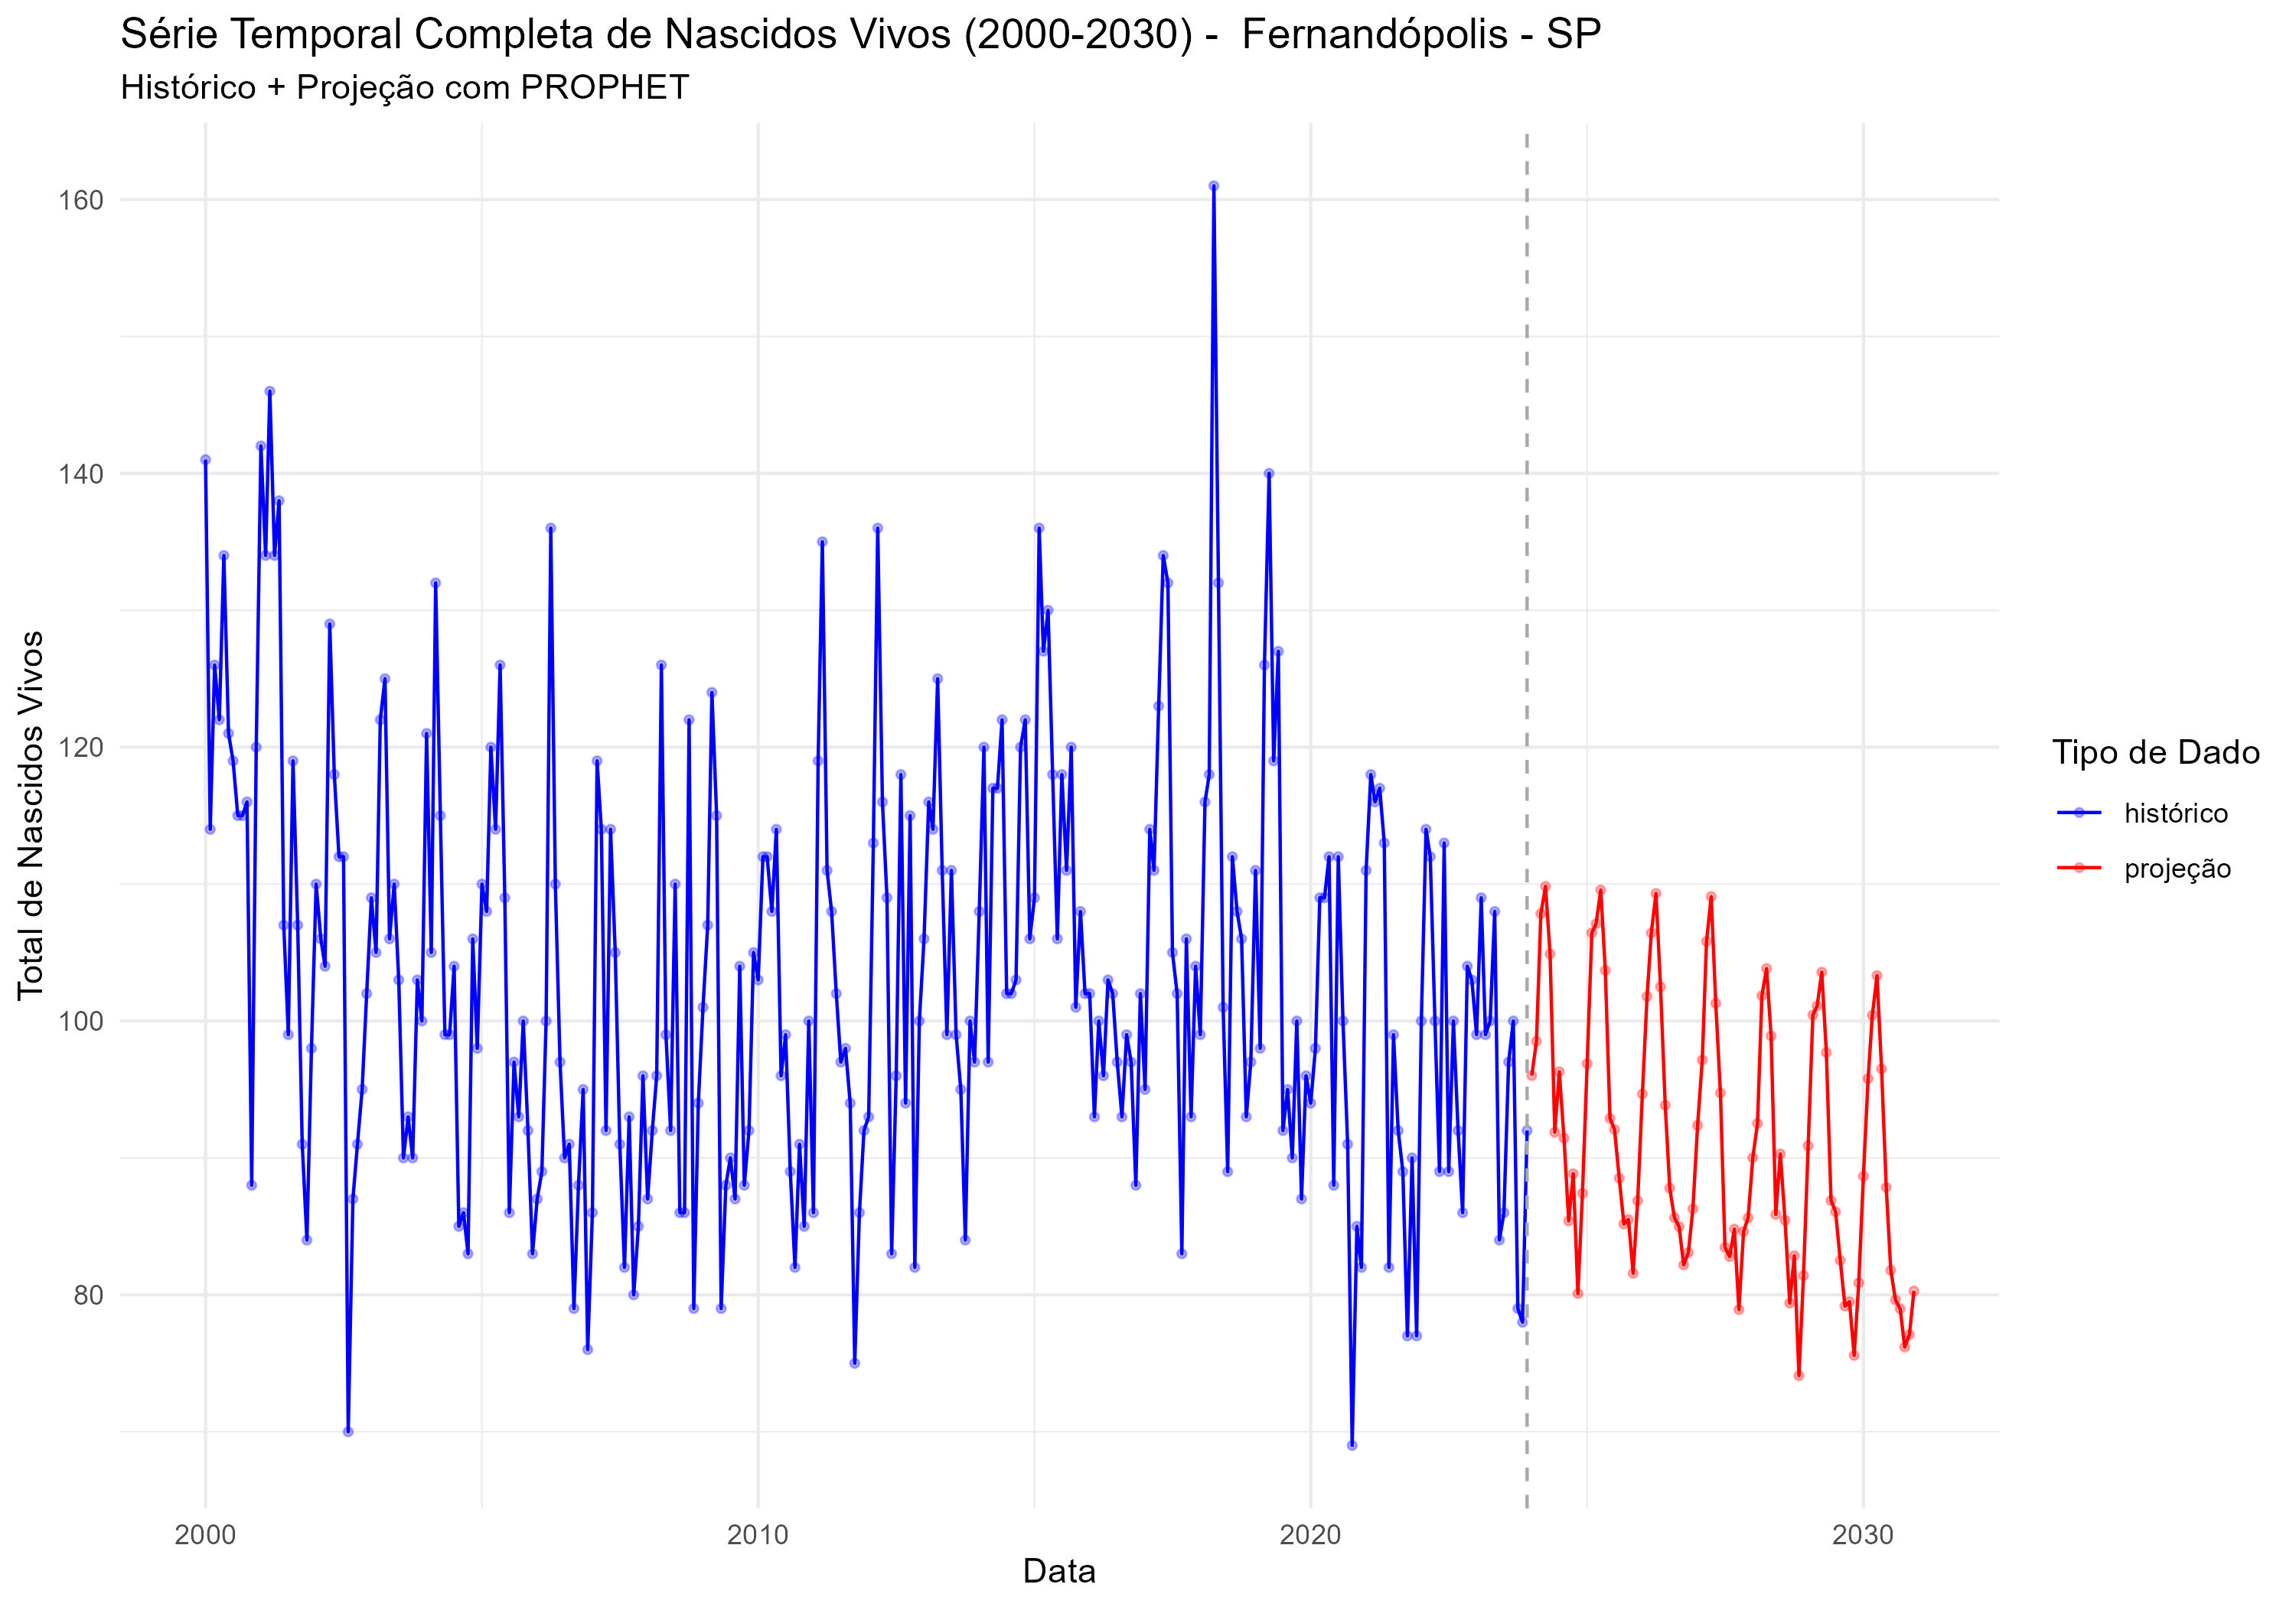 Série Temporal Completa de Nascidos Vivos (2000-2030) -  Fernandópolis - SP
Histórico + Projeção com PROPHET
160
140
120
100
80
Total de Nascidos Vivos
2000
2010
2020
2030
Data
Tipo de Dado
histórico
projeção